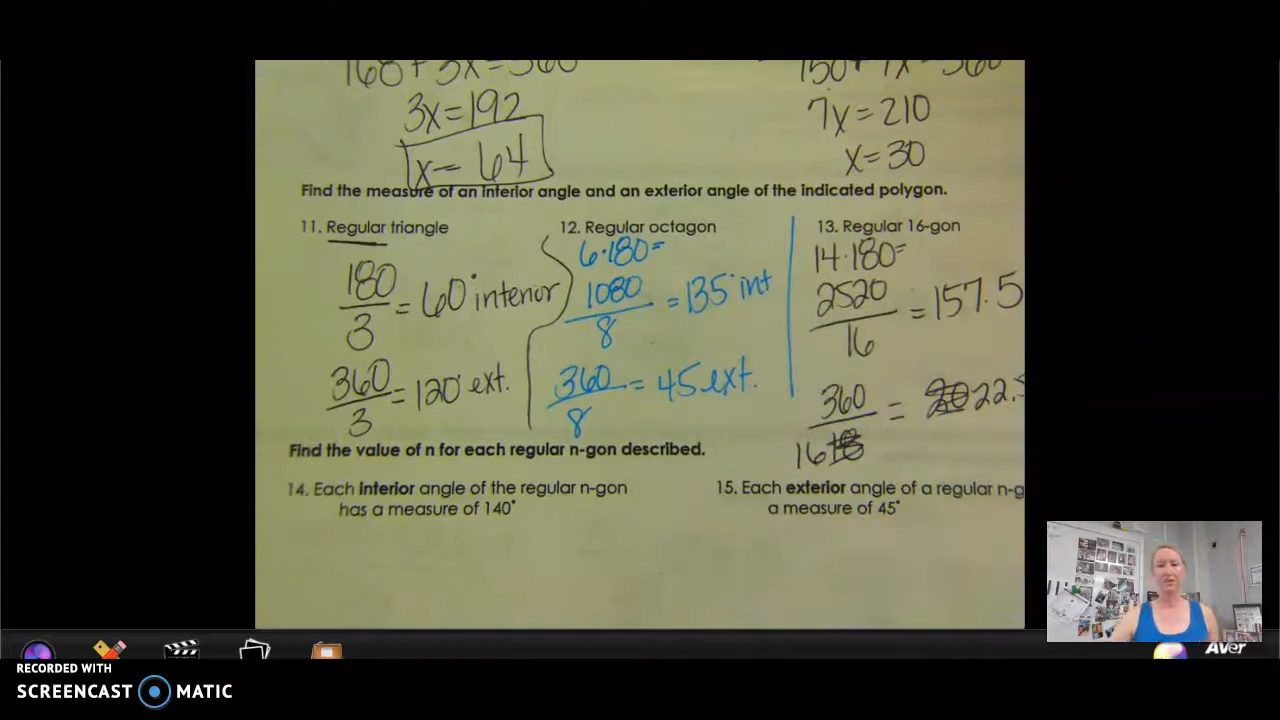 168 + 3x = 360
3x = 192
x = 64
150 + 7x = 360
7x = 210
x = 30
Find the measure of an interior angle and an exterior angle of the indicated polygon.
11. Regular triangle
180
3
= 60° interior
360
3
= 120° ext.
12. Regular octagon
6·180=
1080
8
= 135° int
360
8
= 45 ext.
13. Regular 16-gon
14·180=
2520
16
= 157.5
360
16
= 22.5
Find the value of n for each regular n-gon described.
14. Each interior angle of the regular n-gon
has a measure of 140°
15. Each exterior angle of a regular n-g
a measure of 45°
AVer
RECORDED WITH
SCREENCAST MATIC